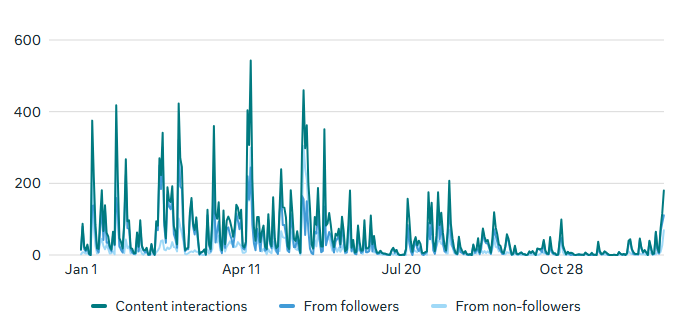 600
400
200
0
Jan 1 Apr 11 Jul 20 Oct 28
Content interactions From followers From non-followers